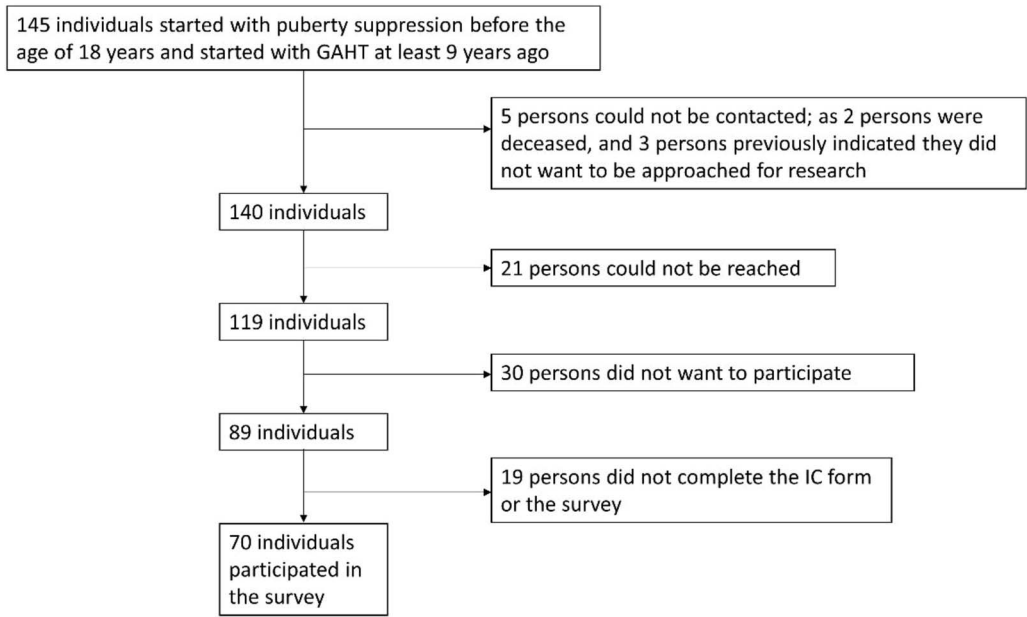 145 individuals started with puberty suppression before the
age of 18 years and started with GAHT at least 9 years ago
5 persons could not be contacted; as 2 persons were
deceased, and 3 persons previously indicated they did
not want to be approached for research
140 individuals
21 persons could not be reached
119 individuals
30 persons did not want to participate
89 individuals
19 persons did not complete the IC form
or the survey
70 individuals
participated in
the survey